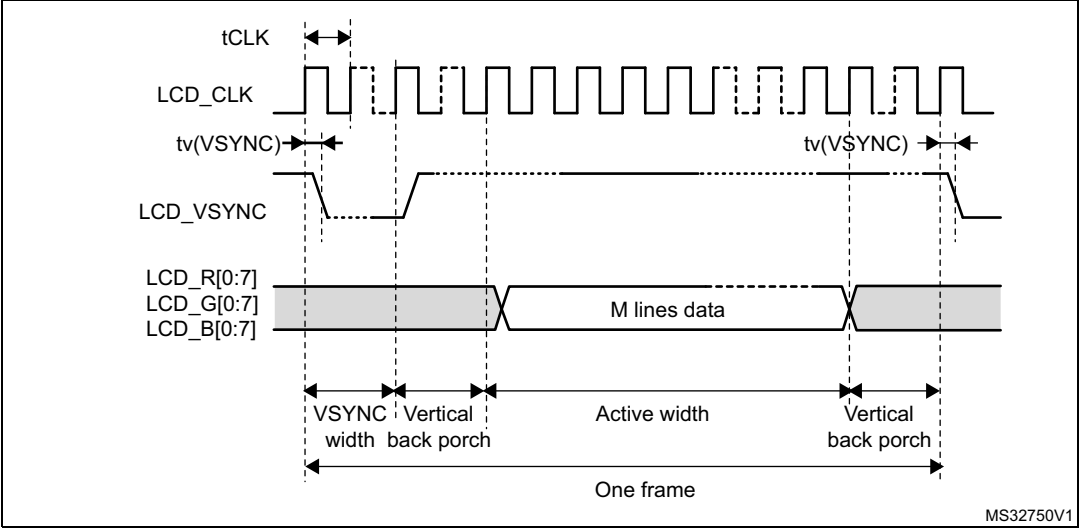 tCLK
LCD_CLK
tv(VSYNC)
tv(VSYNC)
LCD_VSYNC
LCD_R[0:7]
LCD_G[0:7]
LCD_B[0:7]
M lines data
VSYNC width
Vertical back porch
Active width
Vertical back porch
One frame
MS32750V1